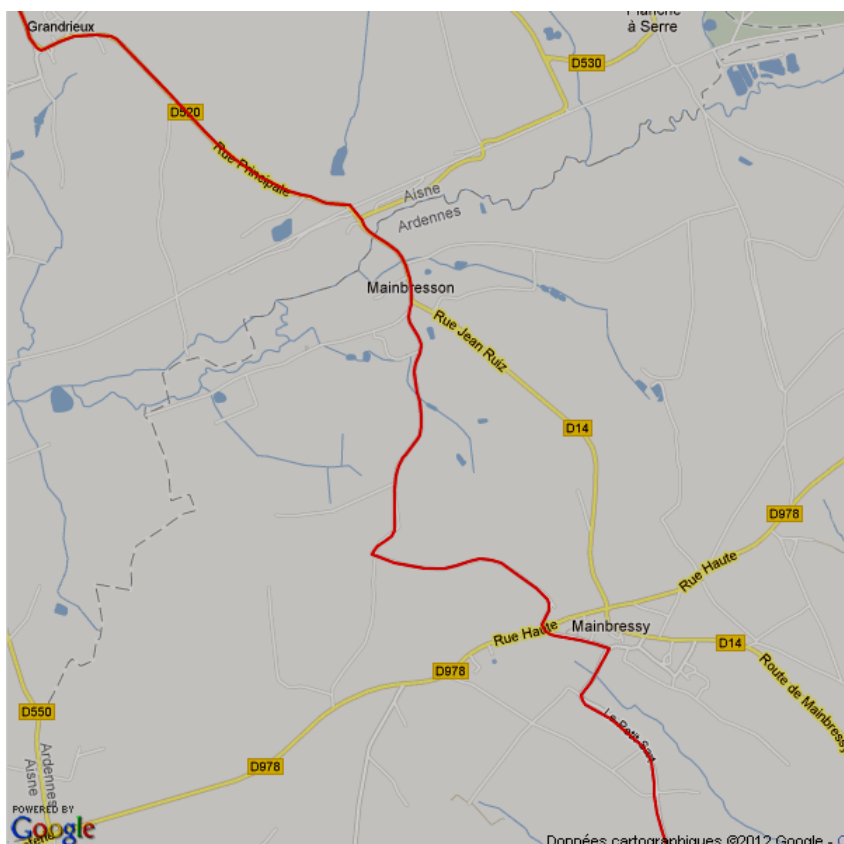 Grandrieux
Planche
à Serre
D530
D520
Rue Principale
Aisne
Ardennes
Mainbresson
Rue Jean Ruiz
D14
D978
Rue Haute
Mainbressy
Rue Haute
D14
D978
Route de Mainbressy
D550
Le Petit Sart
Ardennes
Aisne
D978
POWERED BY
Google
Données cartographiques ©2012 Google -